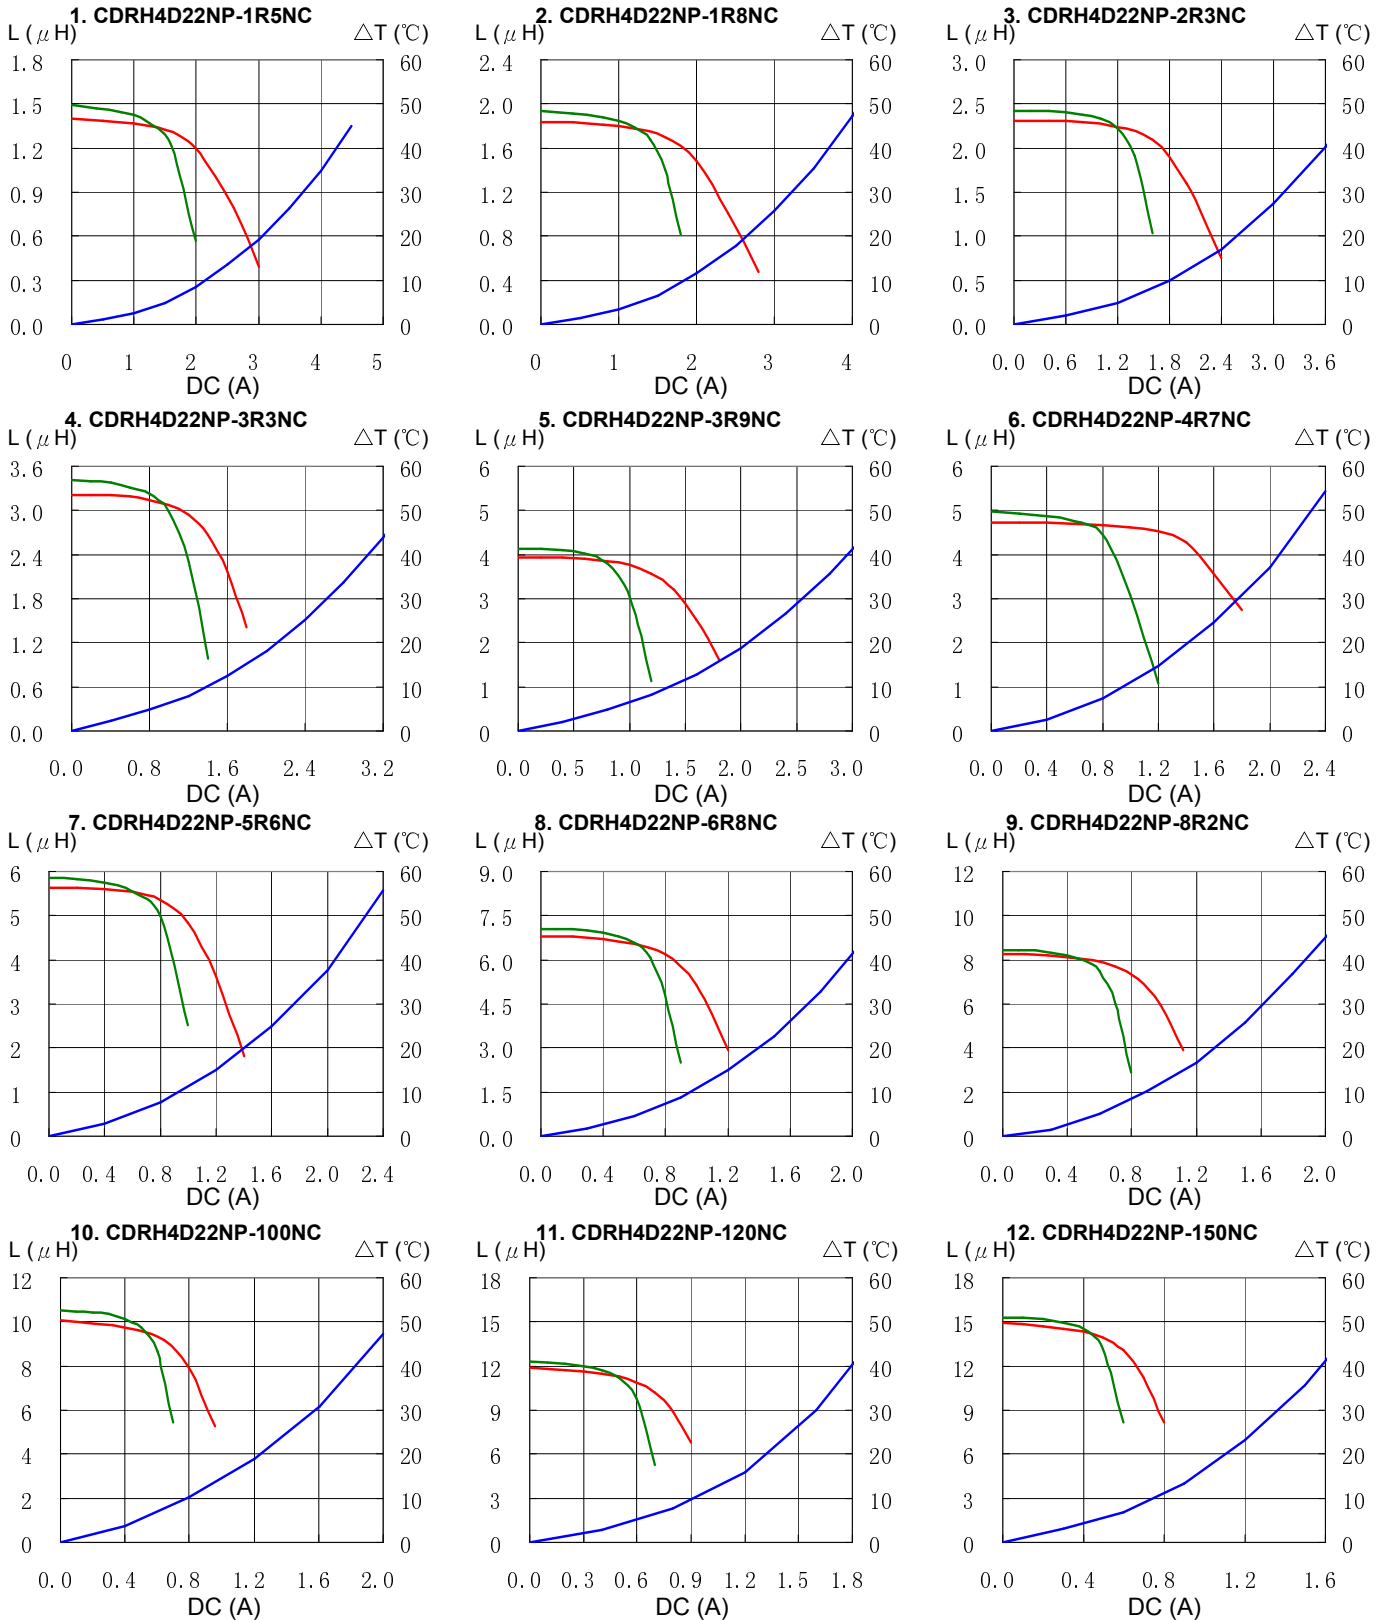 1. CDRH4D22NP-1R5NC
L (μH) △T (℃)
1.8 60
1.5 50
1.2 40
0.9 30
0.6 20
0.3 10
0.0 0
0 1 2 3 4 5
DC (A)
2. CDRH4D22NP-1R8NC
L (μH) △T (℃)
2.4 60
2.0 50
1.6 40
1.2 30
0.8 20
0.4 10
0.0 0
0 1 2 3 4
DC (A)
3. CDRH4D22NP-2R3NC
L (μH) △T (℃)
3.0 60
2.5 50
2.0 40
1.5 30
1.0 20
0.5 10
0.0 0
0.0 0.6 1.2 1.8 2.4 3.0 3.6
DC (A)
4. CDRH4D22NP-3R3NC
L (μH) △T (℃)
3.6 60
3.0 50
2.4 40
1.8 30
1.2 20
0.6 10
0.0 0
0.0 0.8 1.6 2.4 3.2
DC (A)
5. CDRH4D22NP-3R9NC
L (μH) △T (℃)
6 60
5 50
4 40
3 30
2 20
1 10
0 0
0.0 0.5 1.0 1.5 2.0 2.5 3.0
DC (A)
6. CDRH4D22NP-4R7NC
L (μH) △T (℃)
6 60
5 50
4 40
3 30
2 20
1 10
0 0
0.0 0.4 0.8 1.2 1.6 2.0 2.4
DC (A)
7. CDRH4D22NP-5R6NC
L (μH) △T (℃)
6 60
5 50
4 40
3 30
2 20
1 10
0 0
0.0 0.4 0.8 1.2 1.6 2.0 2.4
DC (A)
8. CDRH4D22NP-6R8NC
L (μH) △T (℃)
9.0 60
7.5 50
6.0 40
4.5 30
3.0 20
1.5 10
0.0 0
0.0 0.4 0.8 1.2 1.6 2.0
DC (A)
9. CDRH4D22NP-8R2NC
L (μH) △T (℃)
12 60
10 50
8 40
6 30
4 20
2 10
0 0
0.0 0.4 0.8 1.2 1.6 2.0
DC (A)
10. CDRH4D22NP-100NC
L (μH) △T (℃)
12 60
10 50
8 40
6 30
4 20
2 10
0 0
0.0 0.4 0.8 1.2 1.6 2.0
DC (A)
11. CDRH4D22NP-120NC
L (μH) △T (℃)
18 60
15 50
12 40
9 30
6 20
3 10
0 0
0.0 0.3 0.6 0.9 1.2 1.5 1.8
DC (A)
12. CDRH4D22NP-150NC
L (μH) △T (℃)
18 60
15 50
12 40
9 30
6 20
3 10
0 0
0.0 0.4 0.8 1.2 1.6
DC (A)